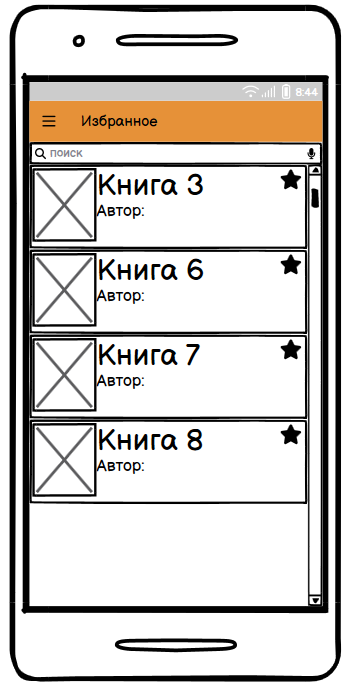 8:44
Избранное
поиск
Книга 3
Автор:
Книга 6
Автор:
Книга 7
Автор:
Книга 8
Автор: